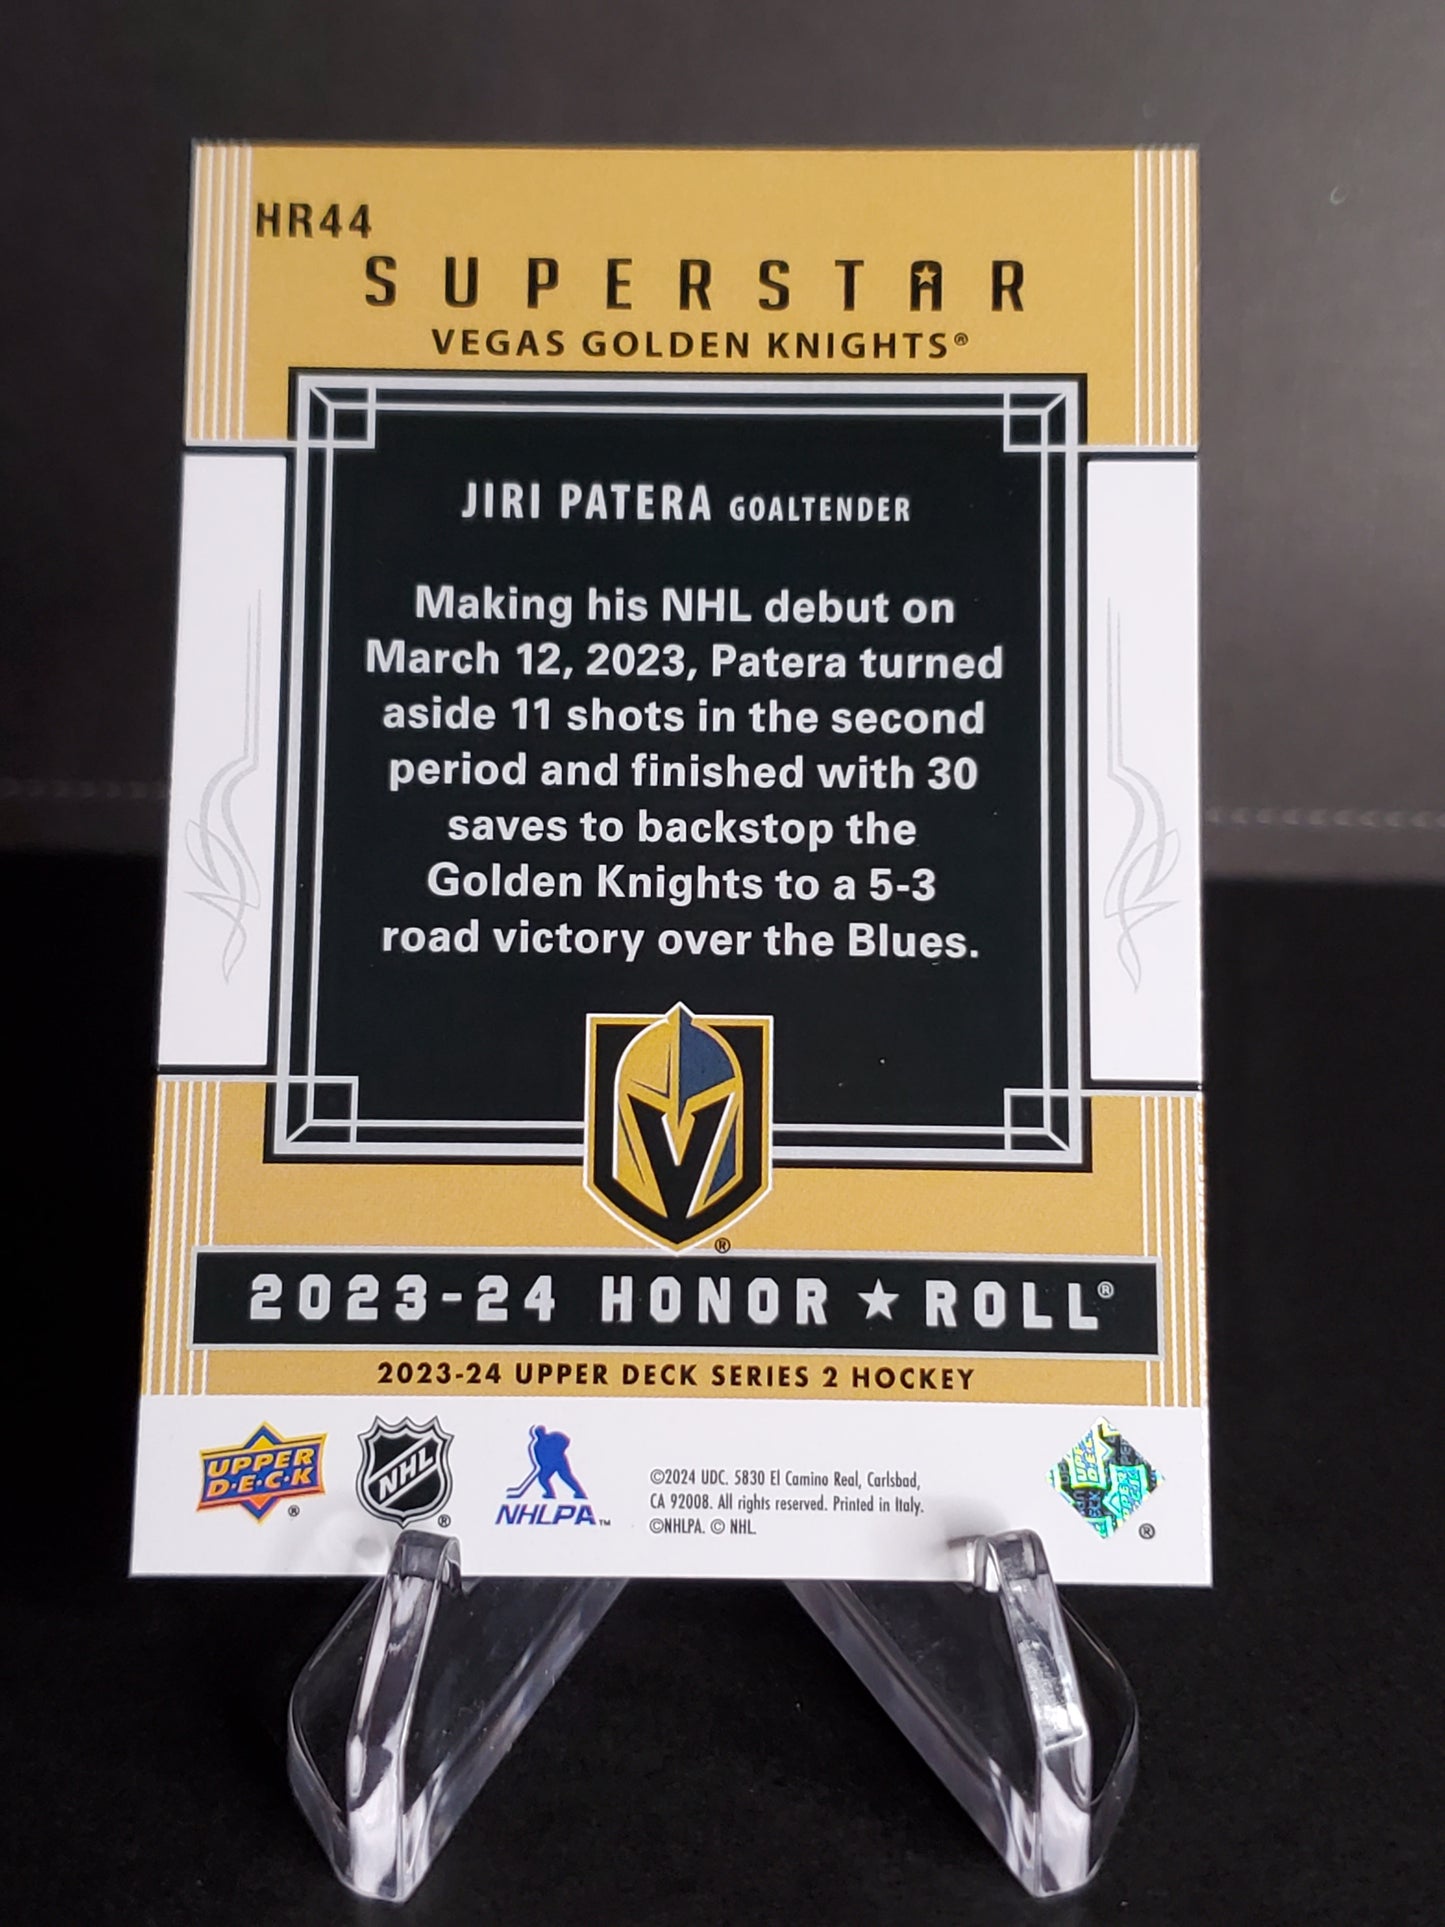 HR44
SUPERSTAR
VEGAS GOLDEN KNIGHTS®
JIRI PATERA GOALTENDER
Making his NHL debut on
March 12, 2023, Patera turned
aside 11 shots in the second
period and finished with 30
saves to backstop the
Golden Knights to a 5-3
road victory over the Blues.
®
2023-24 HONOR ★ ROLL®
2023-24 UPPER DECK SERIES 2 HOCKEY
UPPER
D·E·C·K
®
NHL
®
NHLPA™
©2024 UDC. 5830 El Camino Real, Carlsbad,
CA 92008. All rights reserved. Printed in Italy.
©NHLPA. © NHL.
®